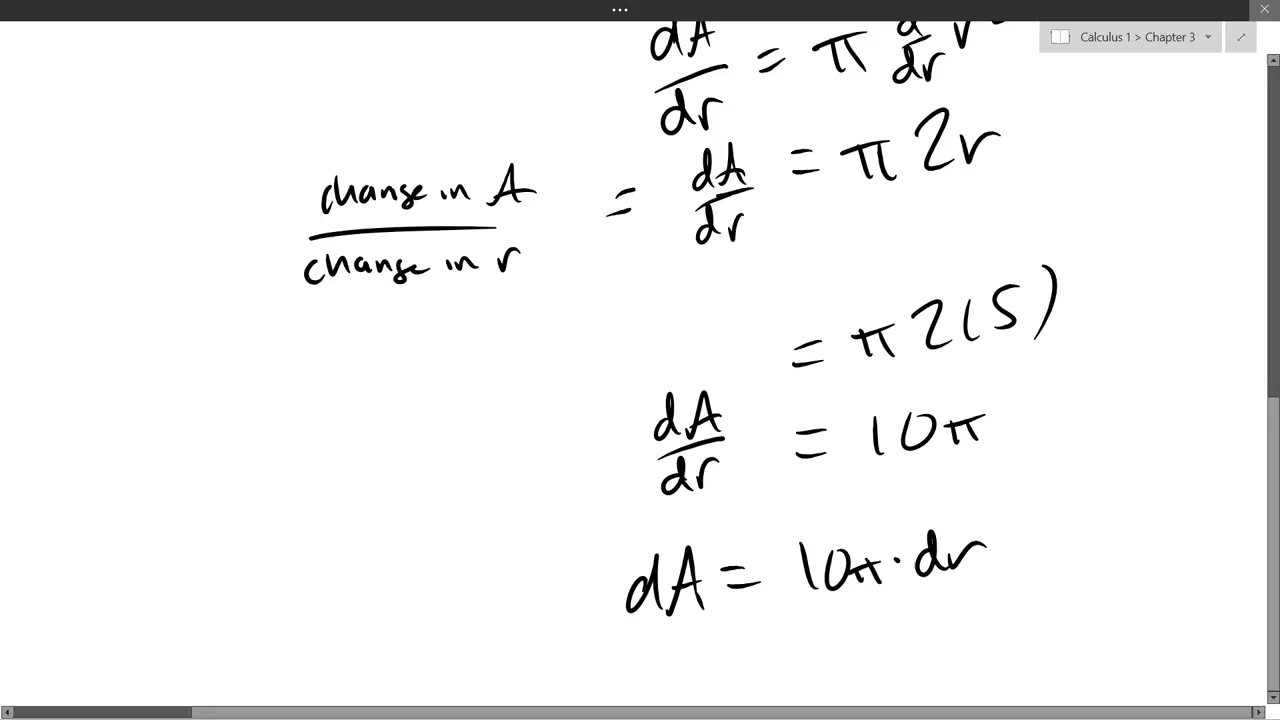 ...
Calculus 1 > Chapter 3
dA/dr = π d/dr r
change in A / change in r = dA/dr = π 2r
= π 2(5)
dA/dr = 10π
dA = 10π · dr